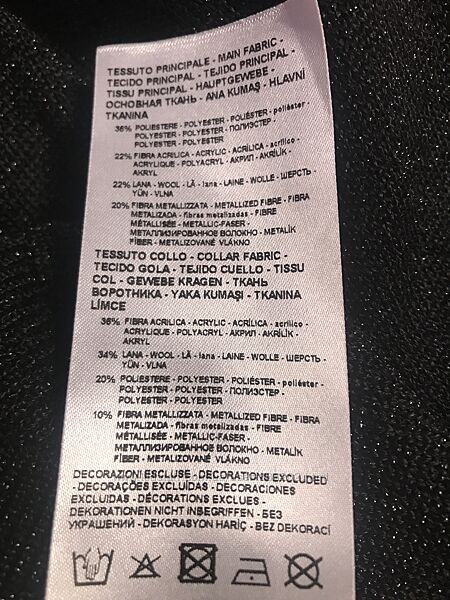 TESSUTO PRINCIPALE - MAIN FABRIC -
TECIDO PRINCIPAL - TEJIDO PRINCIPAL -
TISSU PRINCIPAL - HAUPTGEWEBE -
ОСНОВНАЯ ТКАНЬ - ANA KUMAŞ - HLAVNÍ
TKANINA
36% POLIESTERE - POLYESTER - POLIÉSTER - poliéster -
POLYESTER - POLYESTER - ПОЛИЭСТЕР -
POLYESTER - POLYESTER
22% FIBRA ACRILICA - ACRYLIC - ACRÍLICA - acrílico -
ACRYLIQUE - POLYACRYL - АКРИЛ - AKRİLİK -
AKRYL
22% LANA - WOOL - LÃ - lana - LAINE - WOLLE - ШЕРСТЬ -
YÜN - VLNA
20% FIBRA METALLIZZATA - METALLIZED FIBRE - FIBRA
METALIZADA - fibras metalizadas - FIBRE
MÉTALLISÉE - METALLIC-FASER -
МЕТАЛЛИЗИРОВАННОЕ ВОЛОКНО - METALİK
FİBER - METALIZOVANÉ VLÁKNO
TESSUTO COLLO - COLLAR FABRIC -
TECIDO GOLA - TEJIDO CUELLO - TISSU
COL - GEWEBE KRAGEN - ТКАНЬ
ВОРОТНИКА - YAKA KUMAŞI - TKANINA
LÍMCE
36% FIBRA ACRILICA - ACRYLIC - ACRÍLICA - acrílico -
ACRYLIQUE - POLYACRYL - АКРИЛ - AKRİLİK -
AKRYL
34% LANA - WOOL - LÃ - lana - LAINE - WOLLE - ШЕРСТЬ -
YÜN - VLNA
20% POLIESTERE - POLYESTER - POLIÉSTER - poliéster -
POLYESTER - POLYESTER - ПОЛИЭСТЕР -
POLYESTER - POLYESTER
10% FIBRA METALLIZZATA - METALLIZED FIBRE - FIBRA
METALIZADA - fibras metalizadas - FIBRE
MÉTALLISÉE - METALLIC-FASER -
МЕТАЛЛИЗИРОВАННОЕ ВОЛОКНО - METALİK
FİBER - METALIZOVANÉ VLÁKNO
DECORAZIONI ESCLUSE - DECORATIONS EXCLUDED
- DECORAÇÕES EXCLUÍDAS - DECORACIONES
EXCLUIDAS - DÉCORATIONS EXCLUES -
DEKORATIONEN NICHT INBEGRIFFEN - БЕЗ
УКРАШЕНИЙ - DEKORASYON HARİÇ - BEZ DEKORACÍ